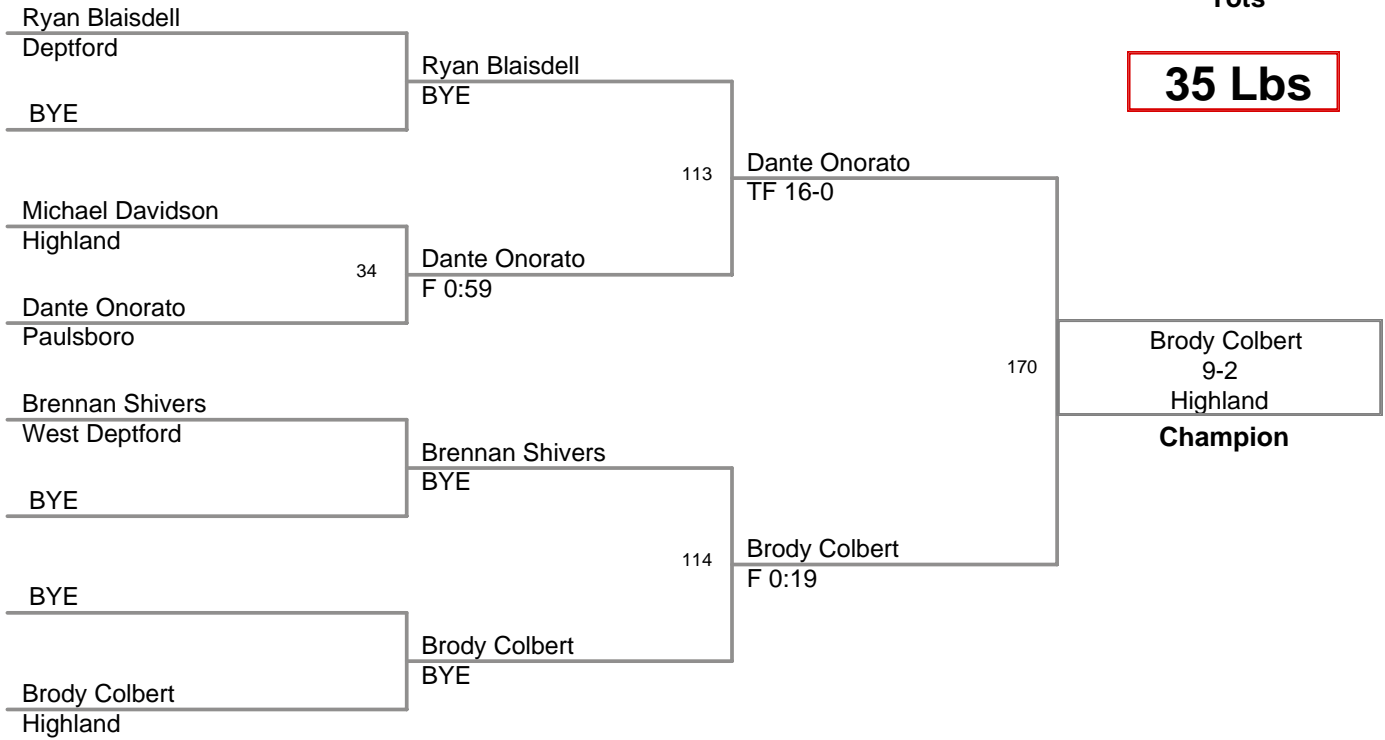 Tots
35 Lbs
Ryan Blaisdell
Deptford
BYE
Michael Davidson
Highland
34
Dante Onorato
Paulsboro
Brennan Shivers
West Deptford
BYE
BYE
Brody Colbert
Highland
Ryan Blaisdell
BYE
113
Dante Onorato
F 0:59
Brennan Shivers
BYE
114
Brody Colbert
BYE
Dante Onorato
TF 16-0
170
Brody Colbert
F 0:19
Brody Colbert
9-2
Highland
Champion